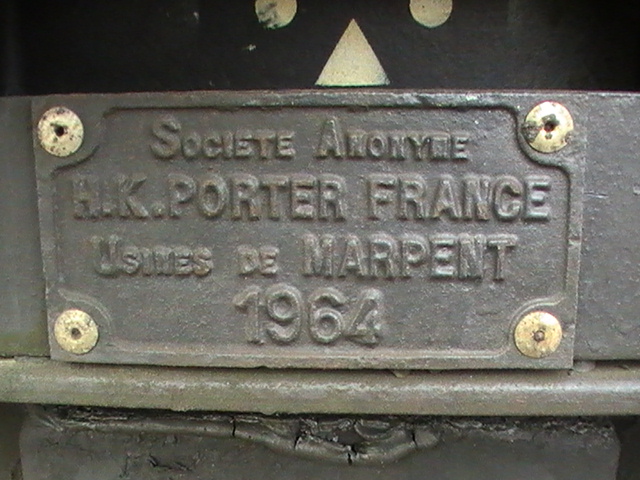 SOCIETE ANONYME
H.K.PORTER FRANCE
USINES DE MARPENT
1964